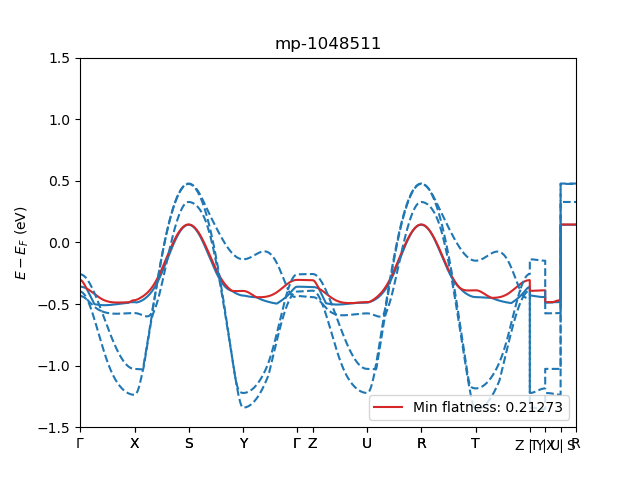 mp-1048511
1.5
1.0
0.5
0.0
−0.5
−1.0
−1.5
E − E_F (eV)
Γ X S Y Γ Z U R T Z | T Y | X U | S R
Min flatness: 0.21273